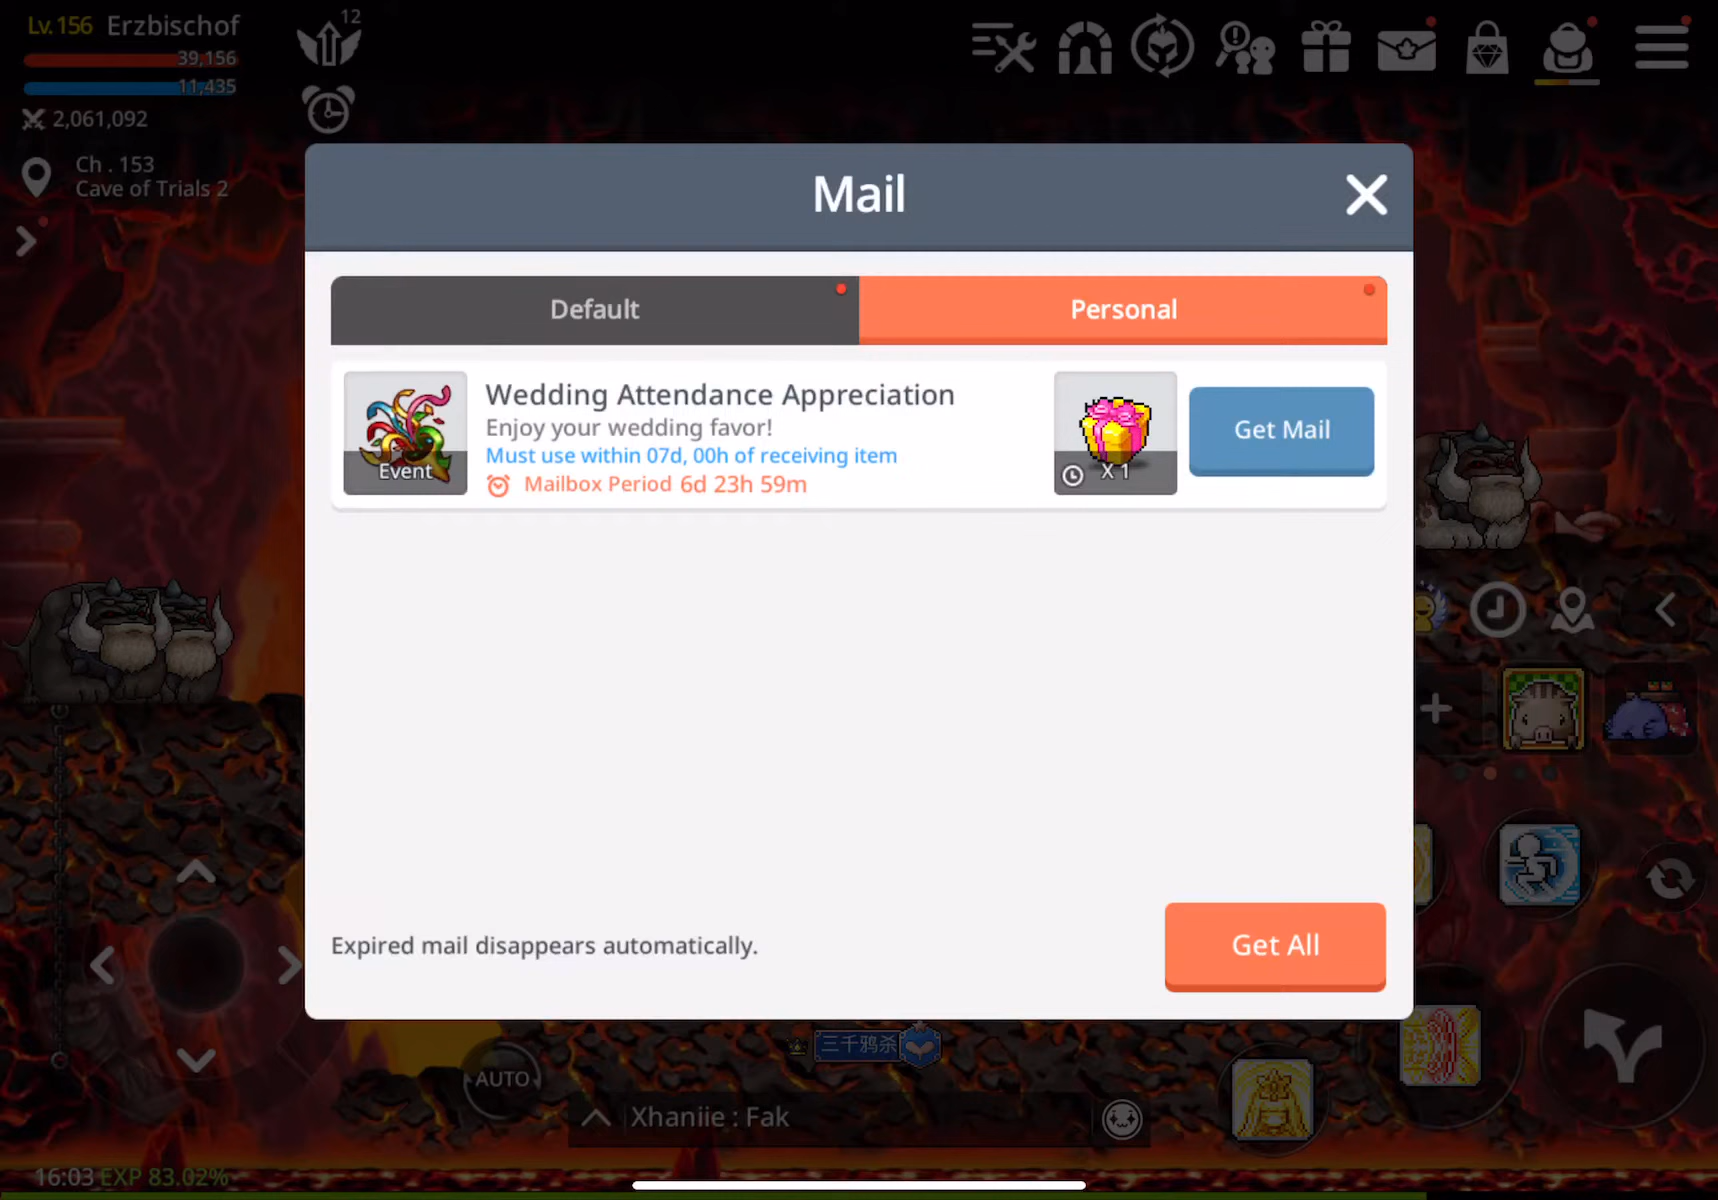 Lv.156 Erzbischof
12
39,156
11,435
2,061,092
Ch . 153
Cave of Trials 2
Mail
Default
Personal
Event
Wedding Attendance Appreciation
Enjoy your wedding favor!
Must use within 07d, 00h of receiving item
Mailbox Period 6d 23h 59m
X 1
Get Mail
Expired mail disappears automatically.
Get All
三千鸦杀
AUTO
Xhaniie : Fak
16:03 EXP 83.02%